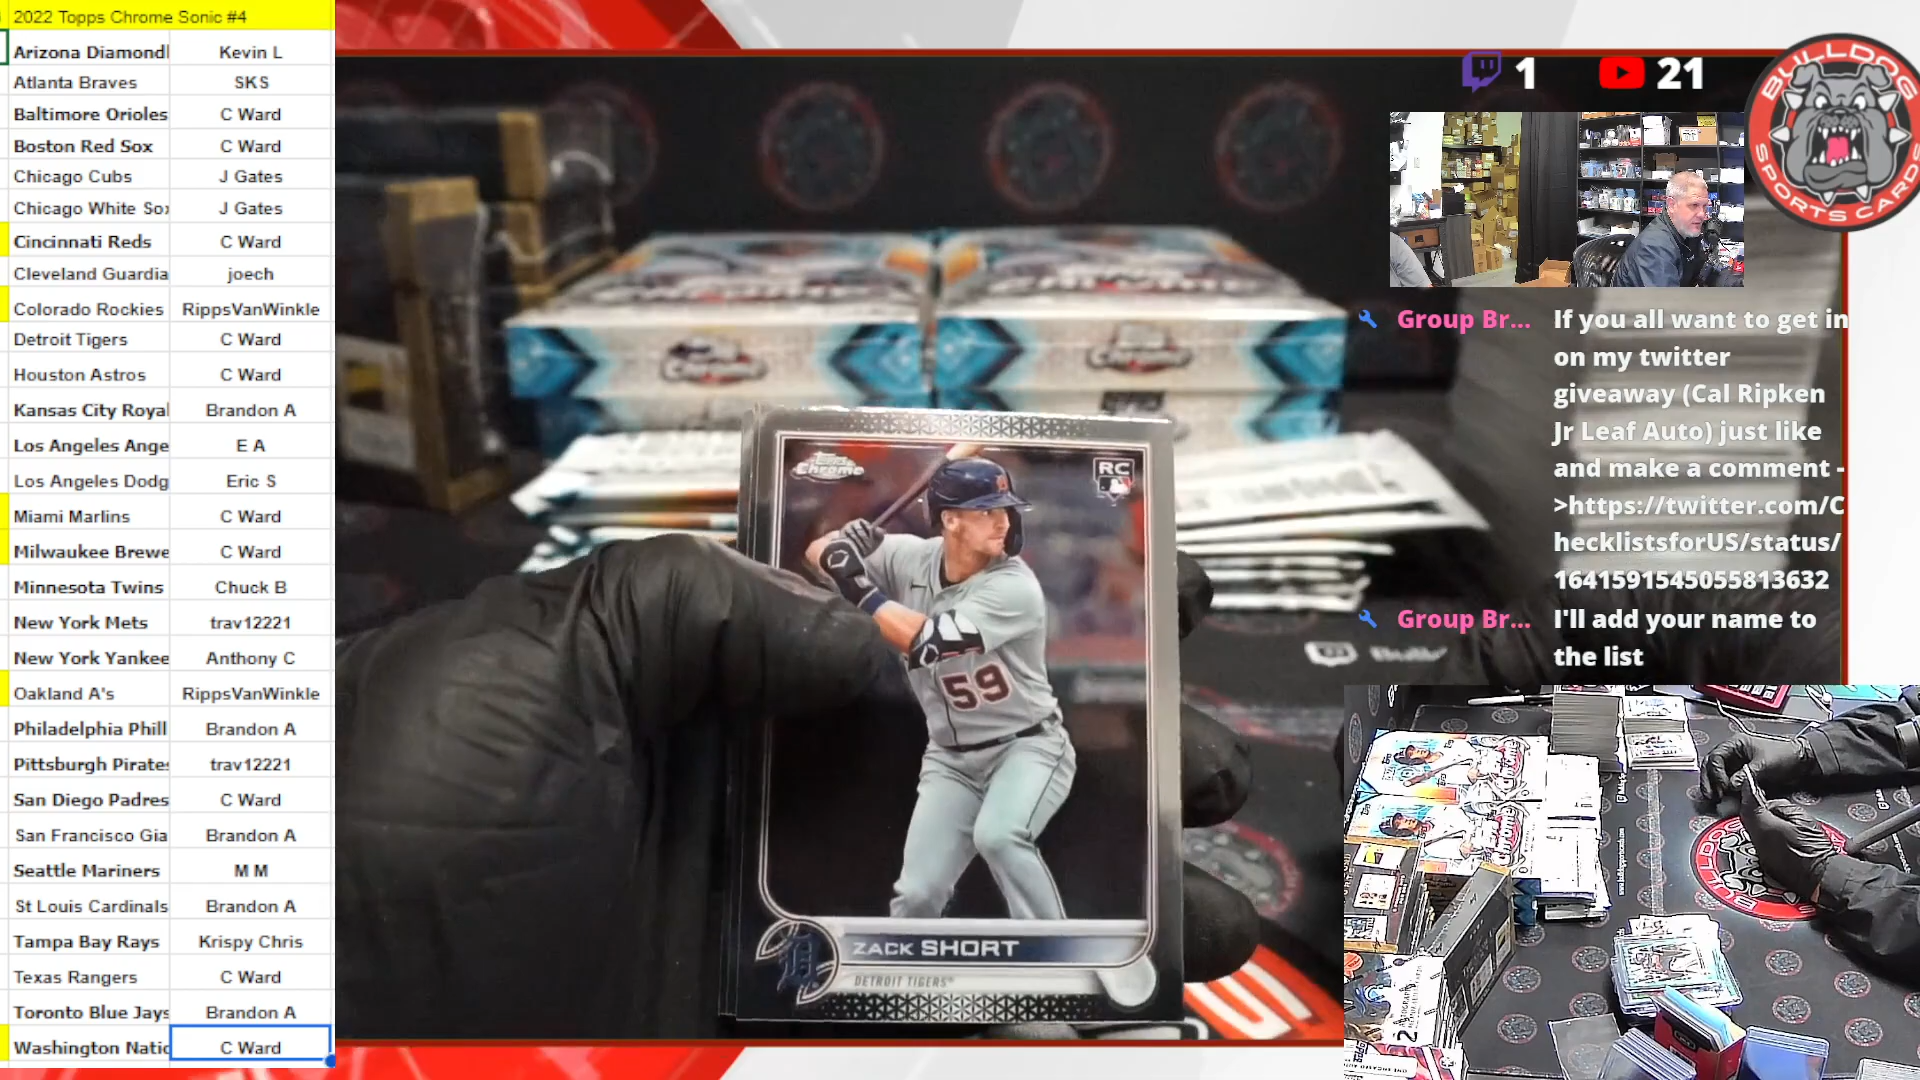 2022 Topps Chrome Sonic #4
Arizona Diamondl Kevin L
Atlanta Braves SKS
Baltimore Orioles C Ward
Boston Red Sox C Ward
Chicago Cubs J Gates
Chicago White Sox J Gates
Cincinnati Reds C Ward
Cleveland Guardia joech
Colorado Rockies RippsVanWinkle
Detroit Tigers C Ward
Houston Astros C Ward
Kansas City Royal Brandon A
Los Angeles Ange E A
Los Angeles Dodg Eric S
Miami Marlins C Ward
Milwaukee Brewe C Ward
Minnesota Twins Chuck B
New York Mets trav12221
New York Yankee Anthony C
Oakland A's RippsVanWinkle
Philadelphia Phill Brandon A
Pittsburgh Pirates trav12221
San Diego Padres C Ward
San Francisco Gia Brandon A
Seattle Mariners M M
St Louis Cardinals Brandon A
Tampa Bay Rays Krispy Chris
Texas Rangers C Ward
Toronto Blue Jays Brandon A
Washington Natio C Ward
1 21
BULLDOG
SPORTS CARDS
Group Br... If you all want to get in
on my twitter
giveaway (Cal Ripken
Jr Leaf Auto) just like
and make a comment -
>https://twitter.com/C
hecklistsforUS/status/
1641591545055813632
Group Br... I'll add your name to
the list
Topps
Chrome
RC
59
ZACK SHORT
DETROIT TIGERS